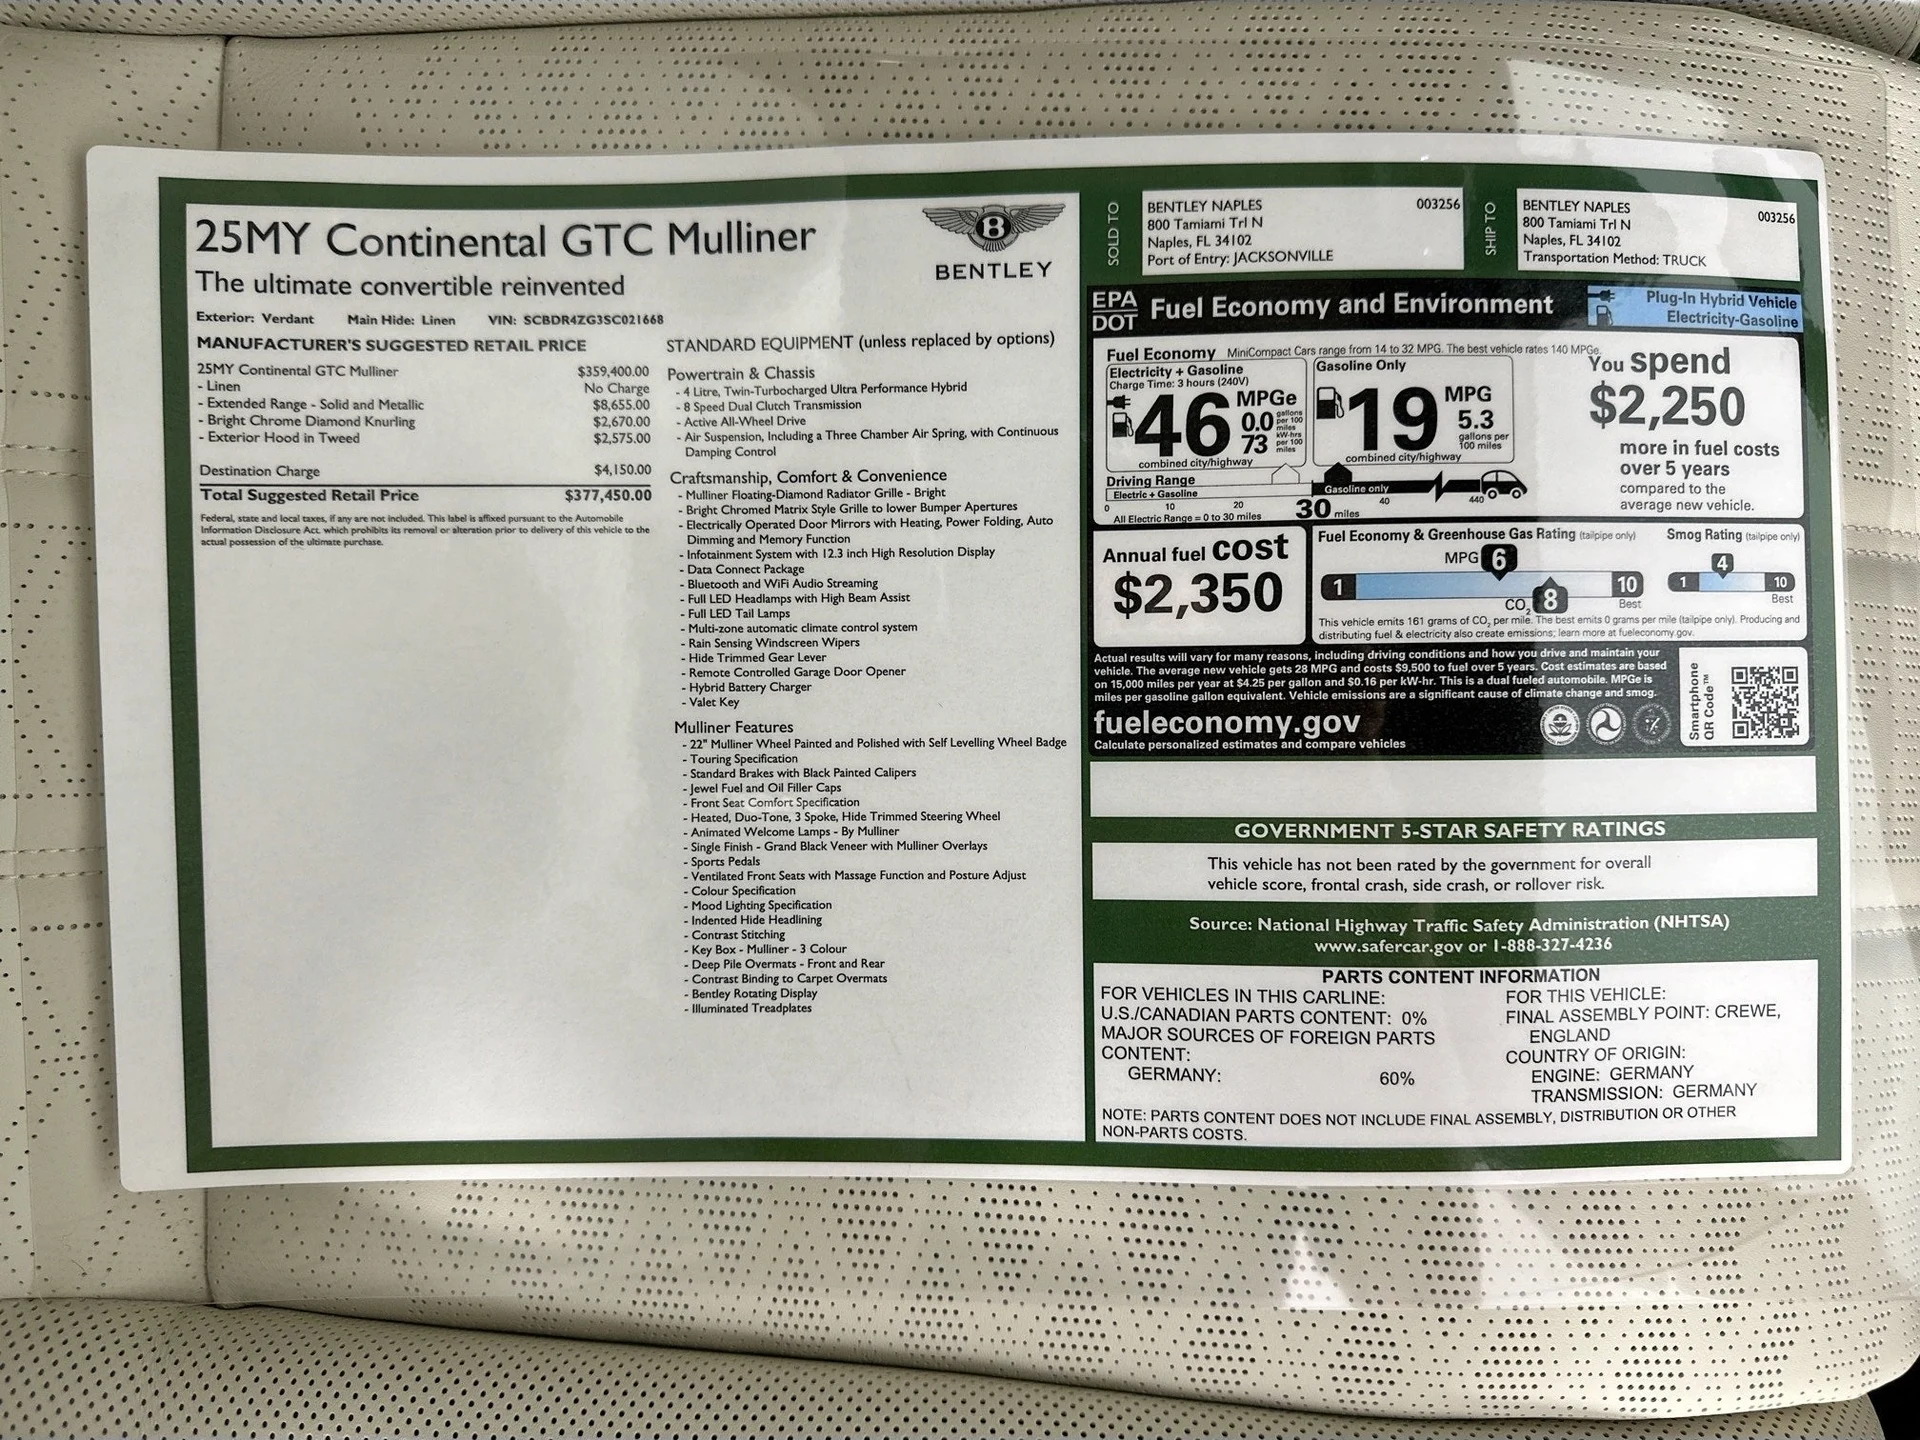 25MY Continental GTC Mulliner
The ultimate convertible reinvented
BENTLEY
Exterior: Verdant Main Hide: Linen VIN: SCBDR4ZG3SC021668
MANUFACTURER'S SUGGESTED RETAIL PRICE
25MY Continental GTC Mulliner $359,400.00
- Linen No Charge
- Extended Range - Solid and Metallic $8,655.00
- Bright Chrome Diamond Knurling $2,670.00
- Exterior Hood in Tweed $2,575.00
Destination Charge $4,150.00
Total Suggested Retail Price $377,450.00
Federal, state and local taxes, if any are not included. This label is affixed pursuant to the Automobile
Information Disclosure Act, which prohibits its removal or alteration prior to delivery of this vehicle to the
actual possession of the ultimate purchase.
STANDARD EQUIPMENT (unless replaced by options)
Powertrain & Chassis
- 4 Litre, Twin-Turbocharged Ultra Performance Hybrid
- 8 Speed Dual Clutch Transmission
- Active All-Wheel Drive
- Air Suspension, Including a Three Chamber Air Spring, with Continuous
Damping Control
Craftsmanship, Comfort & Convenience
- Mulliner Floating-Diamond Radiator Grille - Bright
- Bright Chromed Matrix Style Grille to lower Bumper Apertures
- Electrically Operated Door Mirrors with Heating, Power Folding, Auto
Dimming and Memory Function
- Infotainment System with 12.3 inch High Resolution Display
- Data Connect Package
- Bluetooth and WiFi Audio Streaming
- Full LED Headlamps with High Beam Assist
- Full LED Tail Lamps
- Multi-zone automatic climate control system
- Rain Sensing Windscreen Wipers
- Hide Trimmed Gear Lever
- Remote Controlled Garage Door Opener
- Hybrid Battery Charger
- Valet Key
Mulliner Features
- 22" Mulliner Wheel Painted and Polished with Self Levelling Wheel Badge
- Touring Specification
- Standard Brakes with Black Painted Calipers
- Jewel Fuel and Oil Filler Caps
- Front Seat Comfort Specification
- Heated, Duo-Tone, 3 Spoke, Hide Trimmed Steering Wheel
- Animated Welcome Lamps - By Mulliner
- Single Finish - Grand Black Veneer with Mulliner Overlays
- Sports Pedals
- Ventilated Front Seats with Massage Function and Posture Adjust
- Colour Specification
- Mood Lighting Specification
- Indented Hide Headlining
- Contrast Stitching
- Key Box - Mulliner - 3 Colour
- Deep Pile Overmats - Front and Rear
- Contrast Binding to Carpet Overmats
- Bentley Rotating Display
- Illuminated Treadplates
SOLD TO
BENTLEY NAPLES 003256
800 Tamiami Trl N
Naples, FL 34102
Port of Entry: JACKSONVILLE
SHIP TO
BENTLEY NAPLES 003256
800 Tamiami Trl N
Naples, FL 34102
Transportation Method: TRUCK
EPA
DOT
Fuel Economy and Environment
Plug-In Hybrid Vehicle
Electricity-Gasoline
Fuel Economy MiniCompact Cars range from 14 to 32 MPG. The best vehicle rates 140 MPGe.
Electricity + Gasoline
Charge Time: 3 hours (240V)
46 MPGe
0.0 gallons per 100 miles
73 kW-hrs per 100 miles
combined city/highway
Gasoline Only
19 MPG
5.3
gallons per
100 miles
combined city/highway
You spend
$2,250
more in fuel costs
over 5 years
compared to the
average new vehicle.
Driving Range
Electric + Gasoline Gasoline only
0 10 20 30 miles 40 440
All Electric Range = 0 to 30 miles
Annual fuel cost
$2,350
Fuel Economy & Greenhouse Gas Rating (tailpipe only)
MPG 6
1 10
Best
CO2 8
Smog Rating (tailpipe only)
4
1 10
Best
This vehicle emits 161 grams of CO2 per mile. The best emits 0 grams per mile (tailpipe only). Producing and
distributing fuel & electricity also create emissions; learn more at fueleconomy.gov.
Actual results will vary for many reasons, including driving conditions and how you drive and maintain your
vehicle. The average new vehicle gets 28 MPG and costs $9,500 to fuel over 5 years. Cost estimates are based
on 15,000 miles per year at $4.25 per gallon and $0.16 per kW-hr. This is a dual fueled automobile. MPGe is
miles per gasoline gallon equivalent. Vehicle emissions are a significant cause of climate change and smog.
fueleconomy.gov
Calculate personalized estimates and compare vehicles
Smartphone
QR Code™
GOVERNMENT 5-STAR SAFETY RATINGS
This vehicle has not been rated by the government for overall
vehicle score, frontal crash, side crash, or rollover risk.
Source: National Highway Traffic Safety Administration (NHTSA)
www.safercar.gov or 1-888-327-4236
PARTS CONTENT INFORMATION
FOR VEHICLES IN THIS CARLINE:
U.S./CANADIAN PARTS CONTENT: 0%
MAJOR SOURCES OF FOREIGN PARTS
CONTENT:
GERMANY: 60%
FOR THIS VEHICLE:
FINAL ASSEMBLY POINT: CREWE,
ENGLAND
COUNTRY OF ORIGIN:
ENGINE: GERMANY
TRANSMISSION: GERMANY
NOTE: PARTS CONTENT DOES NOT INCLUDE FINAL ASSEMBLY, DISTRIBUTION OR OTHER
NON-PARTS COSTS.